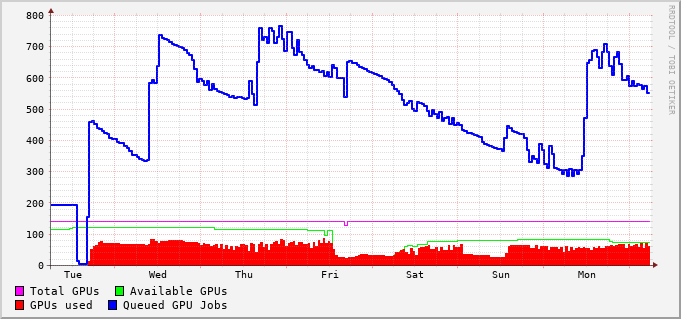 800
700
600
500
400
300
200
100
0
Tue Wed Thu Fri Sat Sun Mon
Total GPUs Available GPUs
GPUs used Queued GPU Jobs
RRDTOOL / TOBI OETIKER